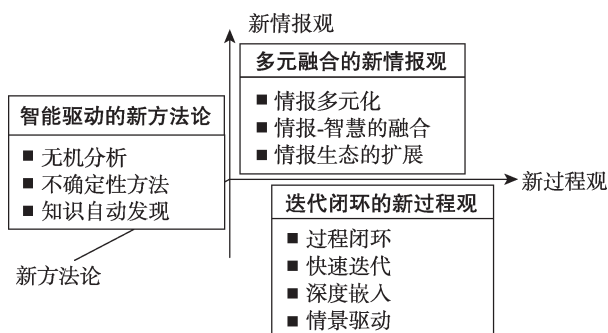 新情报观
多元融合的新情报观
■ 情报多元化
■ 情报-智慧的融合
■ 情报生态的扩展
智能驱动的新方法论
■ 无机分析
■ 不确定性方法
■ 知识自动发现
新过程观
迭代闭环的新过程观
■ 过程闭环
■ 快速迭代
■ 深度嵌入
■ 情景驱动
新方法论